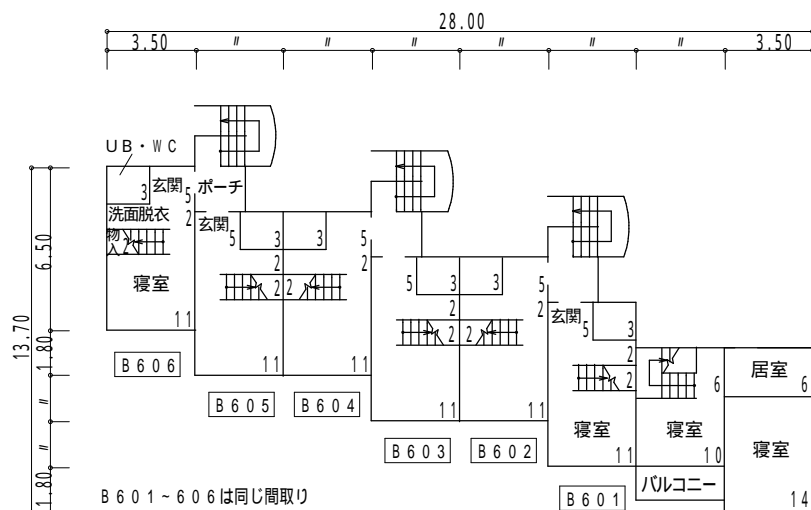 28.00
3.50 〃 〃 〃 〃 〃 〃 3.50
UB・WC
玄関 ポーチ
3 5
洗面脱衣 2 玄関
物入 5 3 3 5
2 2
6.50
寝室 2 2 5 3 3 5
2 2 玄関
11 2 2 5 3
13.70
B606 11 11 2
1.80 2 6 居室 6
B605 B604
11 11 寝室 寝室 寝室
〃 11 10
B603 B602
〃 バルコニー
1.80
B601~606は同じ間取り B601 14